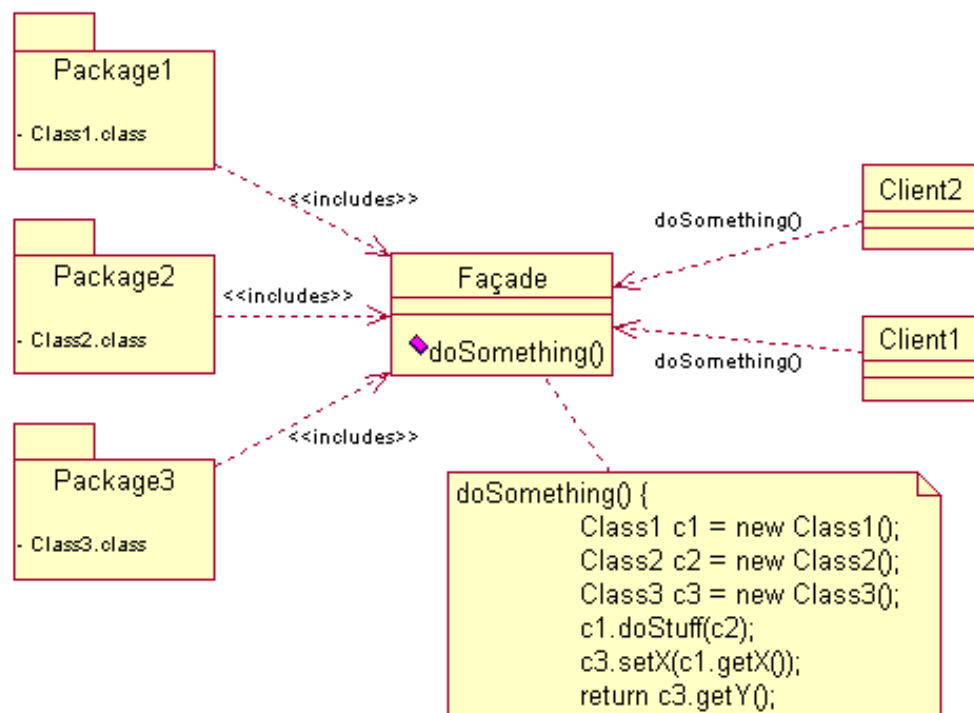 Package1
- Class1.class
<<includes>>
Package2
- Class2.class
<<includes>>
Package3
- Class3.class
<<includes>>
Façade
doSomething()
Client2
doSomething()
Client1
doSomething()
doSomething() {
Class1 c1 = new Class1();
Class2 c2 = new Class2();
Class3 c3 = new Class3();
c1.doStuff(c2);
c3.setX(c1.getX());
return c3.getY();